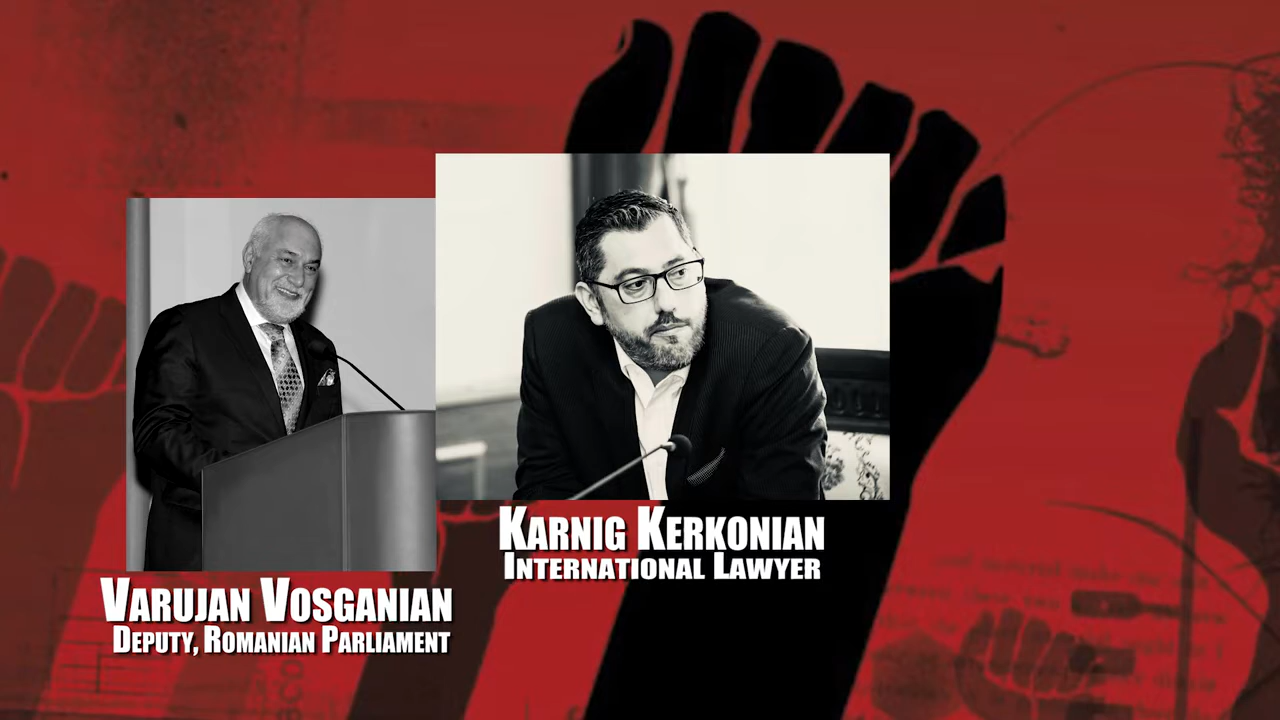 VARUJAN VOSGANIAN
DEPUTY, ROMANIAN PARLIAMENT
KARNIG KERKONIAN
INTERNATIONAL LAWYER